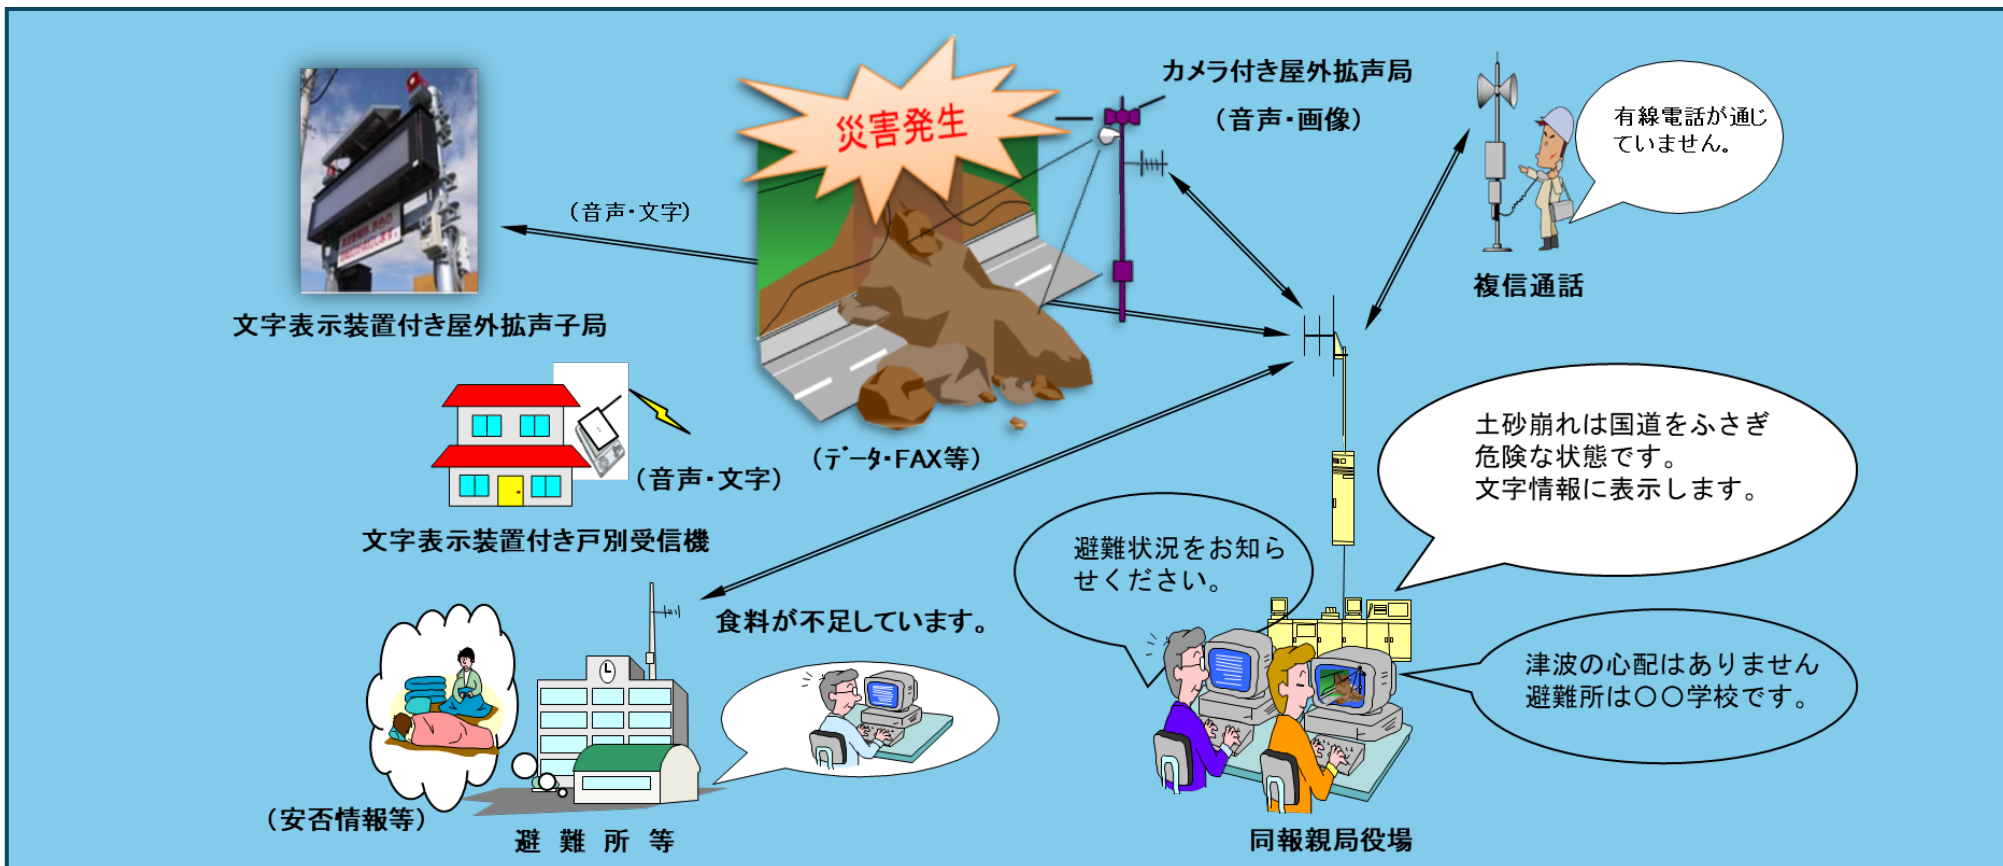 災害発生
カメラ付き屋外拡声局
（音声・画像）
有線電話が通じ
ていません。
複信通話
（音声・文字）
文字表示装置付き屋外拡声子局
（音声・文字）
文字表示装置付き戸別受信機
（データ・FAX等）
土砂崩れは国道をふさぎ
危険な状態です。
文字情報に表示します。
避難状況をお知ら
せください。
食料が不足しています。
津波の心配はありません
避難所は〇〇学校です。
（安否情報等）
避難所等
同報親局役場